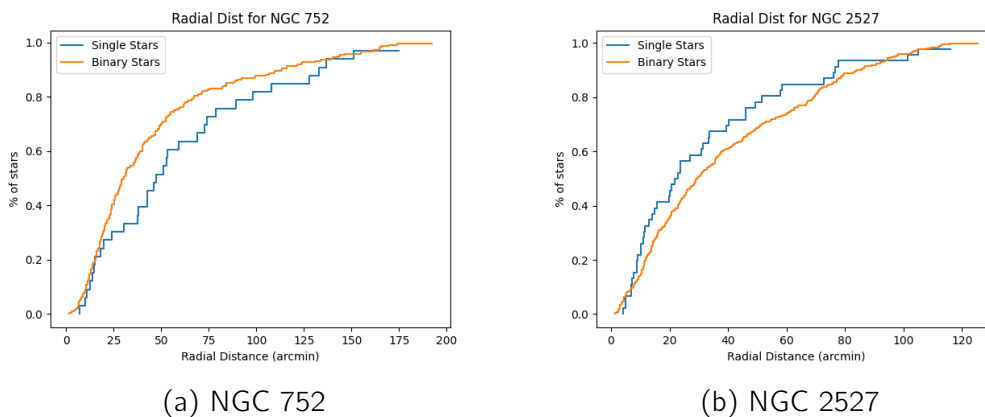 Radial Dist for NGC 752
Single Stars
Binary Stars
1.0
0.8
0.6
0.4
0.2
0.0
% of stars
0 25 50 75 100 125 150 175 200
Radial Distance (arcmin)
(a) NGC 752
Radial Dist for NGC 2527
Single Stars
Binary Stars
1.0
0.8
0.6
0.4
0.2
0.0
% of stars
0 20 40 60 80 100 120
Radial Distance (arcmin)
(b) NGC 2527